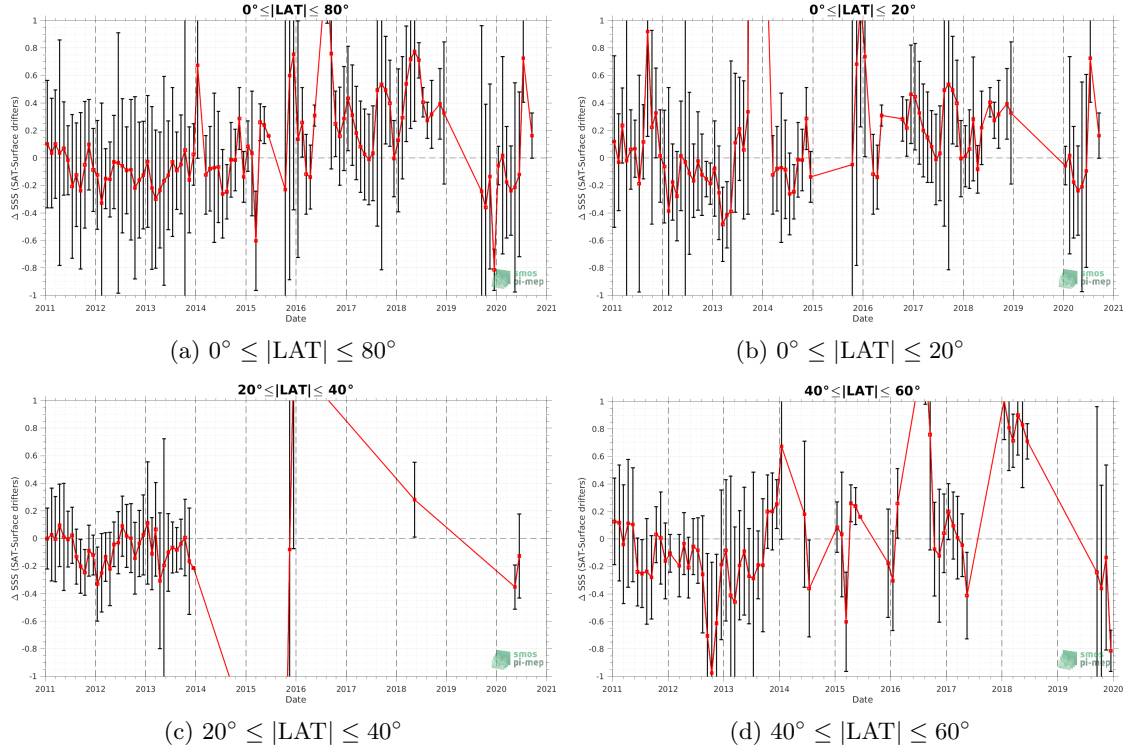 0°≤|LAT|≤ 80°
Δ SSS (SAT-Surface drifters)
1
0.8
0.6
0.4
0.2
0
-0.2
-0.4
-0.6
-0.8
-1
2011 2012 2013 2014 2015 2016 2017 2018 2019 2020 2021
Date
smos
pi-mep
(a) 0° ≤ |LAT| ≤ 80°
0°≤|LAT|≤ 20°
Δ SSS (SAT-Surface drifters)
1
0.8
0.6
0.4
0.2
0
-0.2
-0.4
-0.6
-0.8
-1
2011 2012 2013 2014 2015 2016 2017 2018 2019 2020 2021
Date
smos
pi-mep
(b) 0° ≤ |LAT| ≤ 20°
20°≤|LAT|≤ 40°
Δ SSS (SAT-Surface drifters)
1
0.8
0.6
0.4
0.2
0
-0.2
-0.4
-0.6
-0.8
-1
2011 2012 2013 2014 2015 2016 2017 2018 2019 2020 2021
Date
smos
pi-mep
(c) 20° ≤ |LAT| ≤ 40°
40°≤|LAT|≤ 60°
Δ SSS (SAT-Surface drifters)
1
0.8
0.6
0.4
0.2
0
-0.2
-0.4
-0.6
-0.8
-1
2011 2012 2013 2014 2015 2016 2017 2018 2019 2020
Date
smos
pi-mep
(d) 40° ≤ |LAT| ≤ 60°